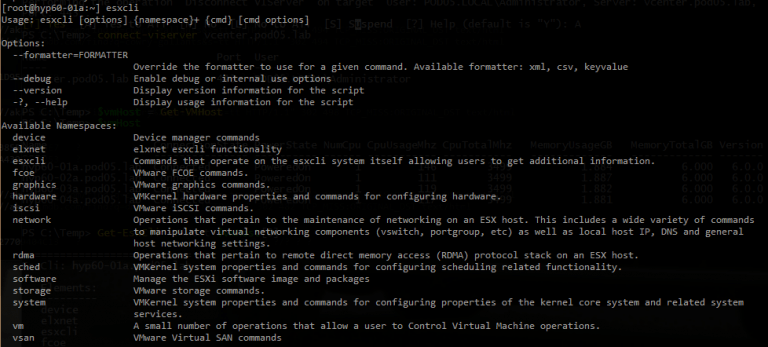 [root@hyp60-01a:~] esxcli
Usage: esxcli [options] {namespace}+ {cmd} [cmd options]
Options:
--formatter=FORMATTER
Override the formatter to use for a given command. Available formatter: xml, csv, keyvalue
--debug Enable debug or internal use options
--version Display version information for the script
-?, --help Display usage information for the script
Available Namespaces:
device Device manager commands
elxnet elxnet esxcli functionality
esxcli Commands that operate on the esxcli system itself allowing users to get additional information.
fcoe VMware FCOE commands.
graphics VMware graphics commands.
hardware VMKernel hardware properties and commands for configuring hardware.
iscsi VMware iSCSI commands.
network Operations that pertain to the maintenance of networking on an ESX host. This includes a wide variety of commands
to manipulate virtual networking components (vswitch, portgroup, etc) as well as local host IP, DNS and general
host networking settings.
rdma Operations that pertain to remote direct memory access (RDMA) protocol stack on an ESX host.
sched VMKernel system properties and commands for configuring scheduling related functionality.
software Manage the ESXi software image and packages
storage VMware storage commands.
system VMKernel system properties and commands for configuring properties of the kernel core system and related system
services.
vm A small number of operations that allow a user to Control Virtual Machine operations.
vsan VMware Virtual SAN commands